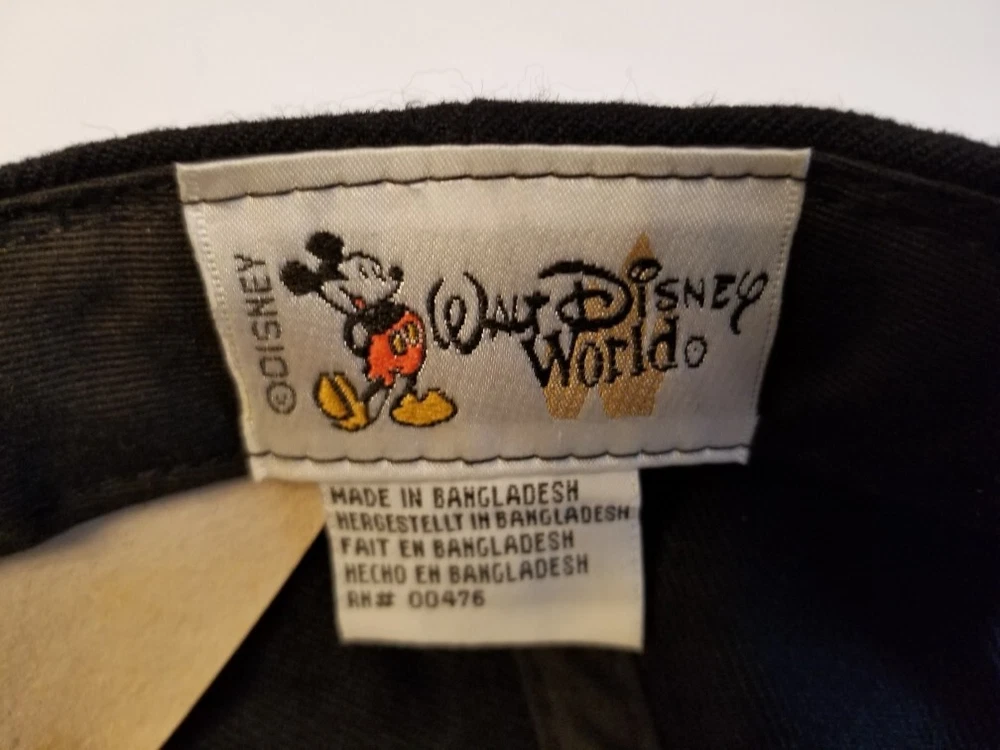 ©DISNEY
WALT DISNEY
World
MADE IN BANGLADESH
HERGESTELLT IN BANGLADESH
FAIT EN BANGLADESH
HECHO EN BANGLADESH
RN# 00476